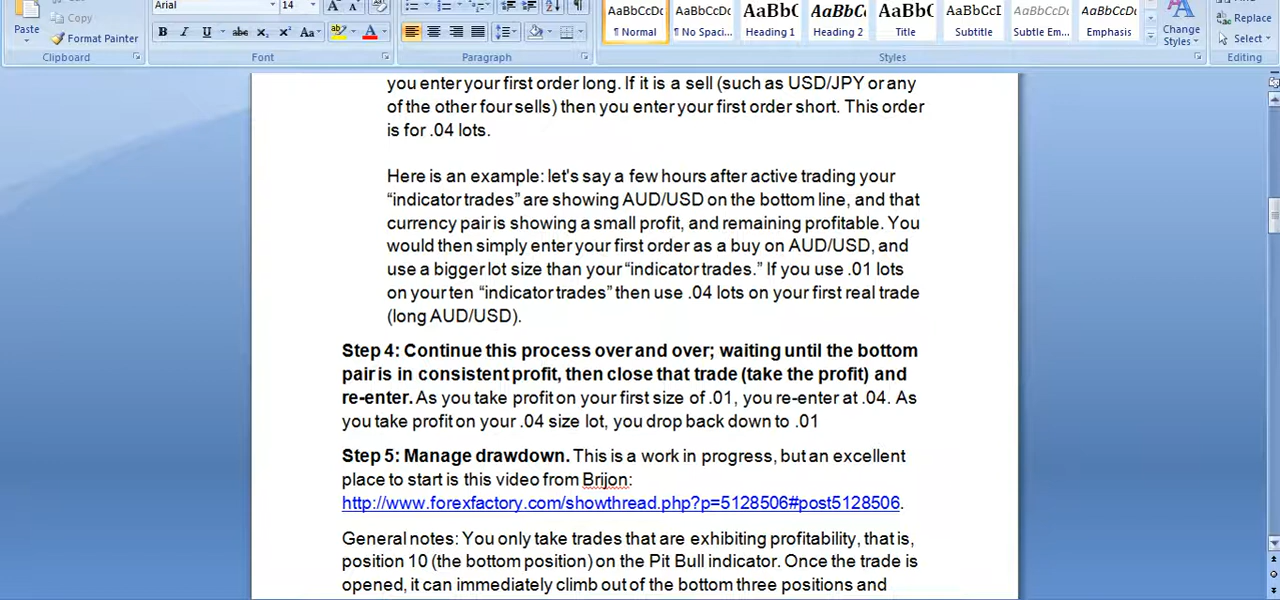 Paste
Copy
Format Painter
Clipboard
Arial
14
B I U abc X₂ X² Aa
Font
Paragraph
AaBbCcDc AaBbCcDc AaBbC AaBbCc AaBbC AaBbCcI AaBbCcDc AaBbCcDc
¶ Normal ¶ No Spaci... Heading 1 Heading 2 Title Subtitle Subtle Em... Emphasis
Styles
Change
Styles
Replace
Select
Editing
you enter your first order long. If it is a sell (such as USD/JPY or any
of the other four sells) then you enter your first order short. This order
is for .04 lots.
Here is an example: let's say a few hours after active trading your
“indicator trades” are showing AUD/USD on the bottom line, and that
currency pair is showing a small profit, and remaining profitable. You
would then simply enter your first order as a buy on AUD/USD, and
use a bigger lot size than your “indicator trades.” If you use .01 lots
on your ten “indicator trades” then use .04 lots on your first real trade
(long AUD/USD).
Step 4: Continue this process over and over; waiting until the bottom
pair is in consistent profit, then close that trade (take the profit) and
re-enter. As you take profit on your first size of .01, you re-enter at .04. As
you take profit on your .04 size lot, you drop back down to .01
Step 5: Manage drawdown. This is a work in progress, but an excellent
place to start is this video from Brijon:
http://www.forexfactory.com/showthread.php?p=5128506#post5128506.
General notes: You only take trades that are exhibiting profitability, that is,
position 10 (the bottom position) on the Pit Bull indicator. Once the trade is
opened, it can immediately climb out of the bottom three positions and